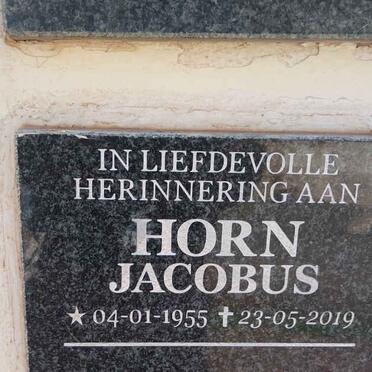 IN LIEFDEVOLLE
HERINNERING AAN
HORN
JACOBUS
★ 04-01-1955 ✝ 23-05-2019